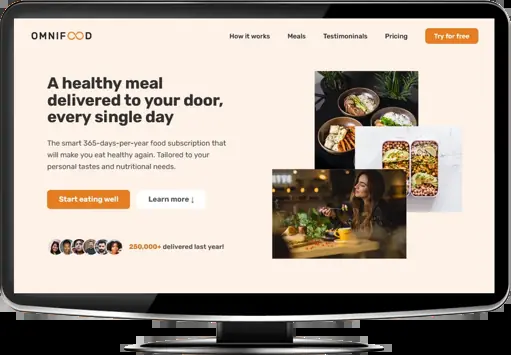 OMNIFOOD
How it works
Meals
Testimoninals
Pricing
Try for free
A healthy meal
delivered to your door,
every single day
The smart 365-days-per-year food subscription that
will make you eat healthy again. Tailored to your
personal tastes and nutritional needs.
Start eating well
Learn more ↓
250,000+ delivered last year!